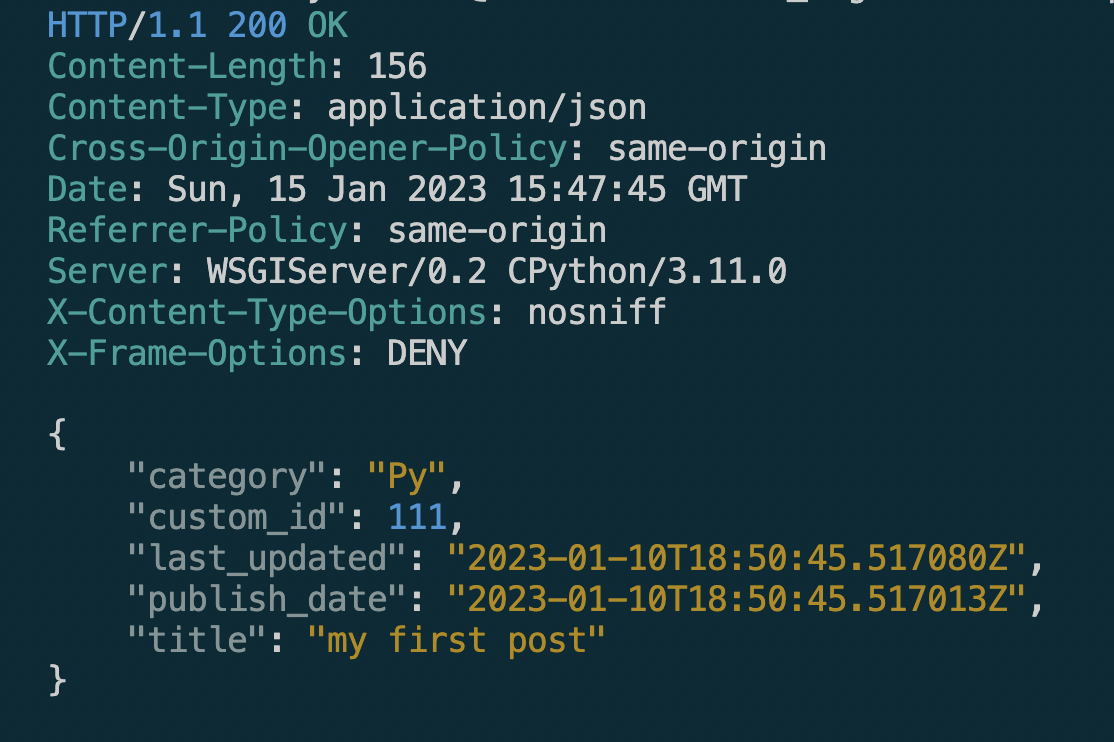 HTTP/1.1 200 OK
Content-Length: 156
Content-Type: application/json
Cross-Origin-Opener-Policy: same-origin
Date: Sun, 15 Jan 2023 15:47:45 GMT
Referrer-Policy: same-origin
Server: WSGIServer/0.2 CPython/3.11.0
X-Content-Type-Options: nosniff
X-Frame-Options: DENY

{
    "category": "Py",
    "custom_id": 111,
    "last_updated": "2023-01-10T18:50:45.517080Z",
    "publish_date": "2023-01-10T18:50:45.517013Z",
    "title": "my first post"
}